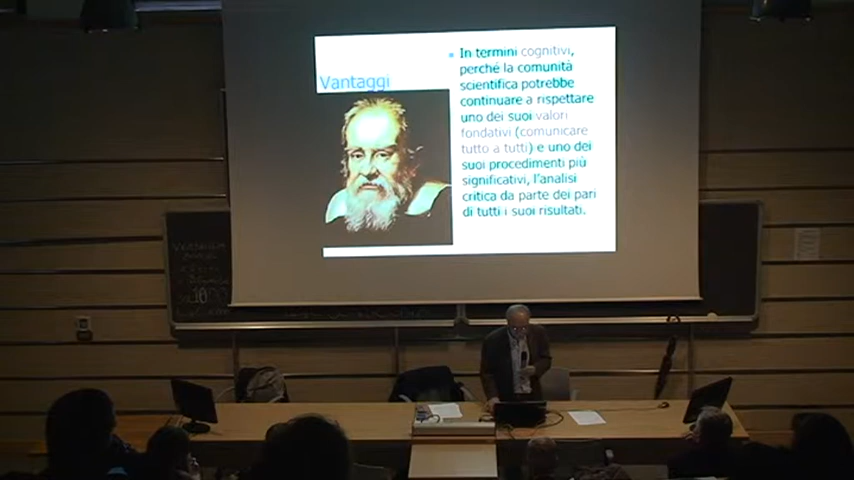 Vantaggi
In termini cognitivi,
perché la comunità
scientifica potrebbe
continuare a rispettare
uno dei suoi valori
fondativi (comunicare
tutto a tutti) e uno dei
suoi procedimenti più
significativi, l'analisi
critica da parte dei pari
di tutti i suoi risultati.